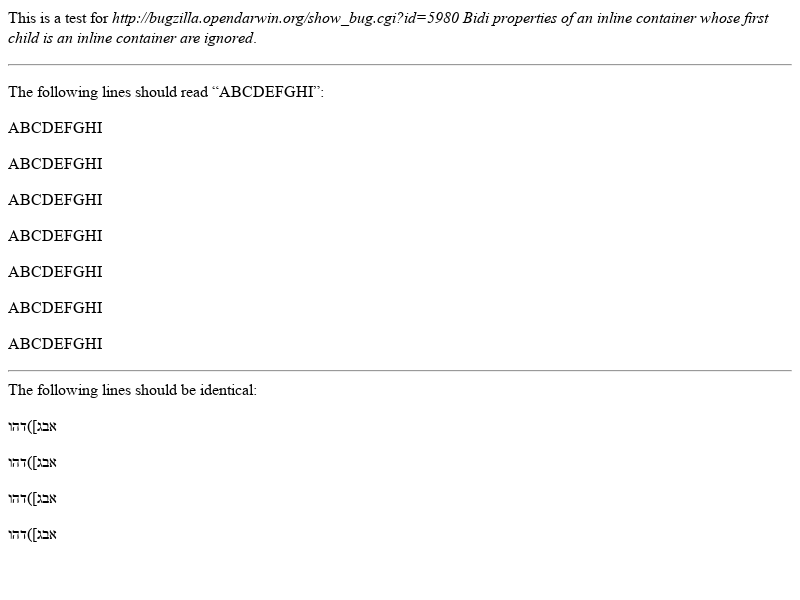 This is a test for http://bugzilla.opendarwin.org/show_bug.cgi?id=5980 Bidi properties of an inline container whose first
child is an inline container are ignored.
The following lines should read “ABCDEFGHI”:
ABCDEFGHI
ABCDEFGHI
ABCDEFGHI
ABCDEFGHI
ABCDEFGHI
ABCDEFGHI
ABCDEFGHI
The following lines should be identical:
אבג])דהו
אבג])דהו
אבג])דהו
אבג])דהו